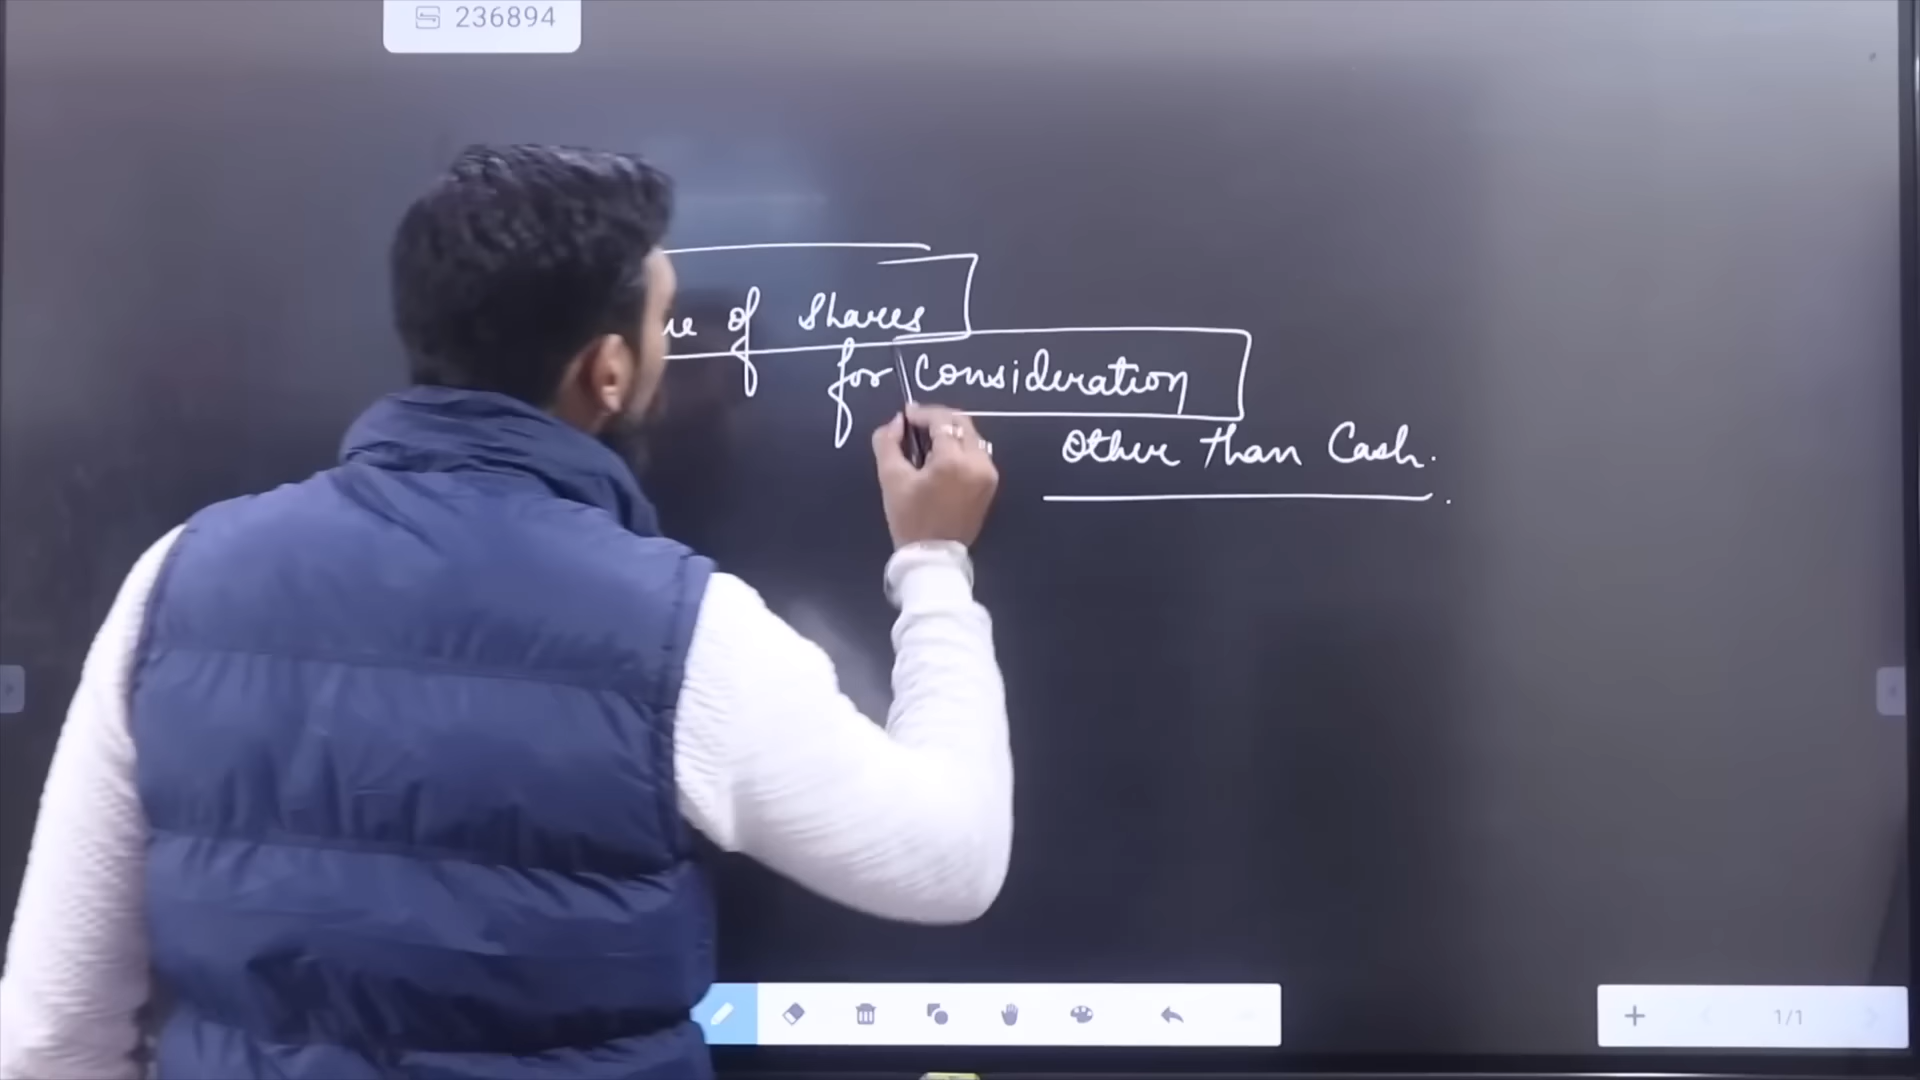 236894
of Shares
for Consideration
Other than Cash.
1/1